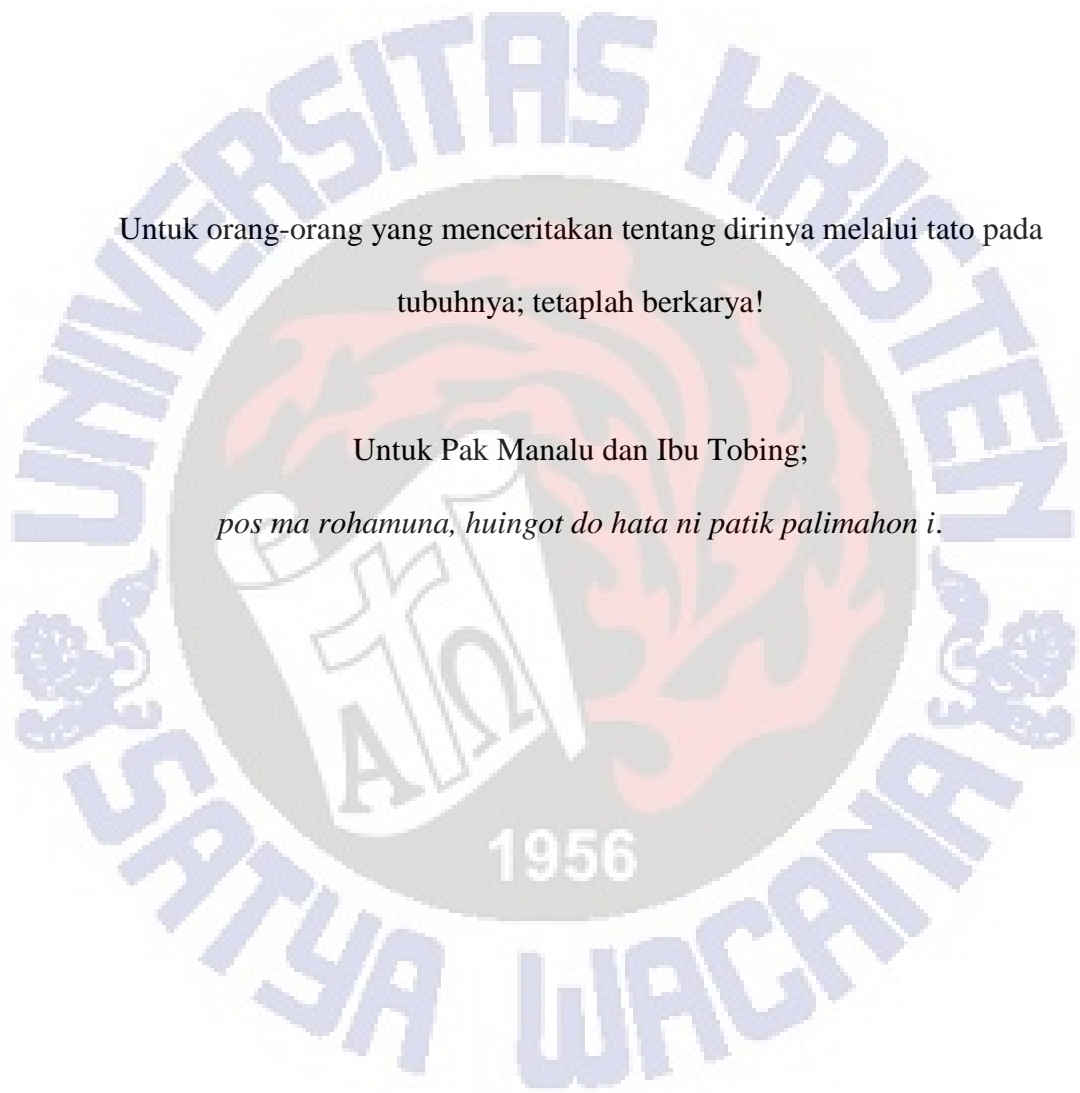 UNIVERSITAS KRISTEN
Untuk orang-orang yang menceritakan tentang dirinya melalui tato pada
tubuhnya; tetaplah berkarya!
Untuk Pak Manalu dan Ibu Tobing;
pos ma rohamuna, huingot do hata ni patik palimahon i.
Α Ω
1956
SATYA WACANA